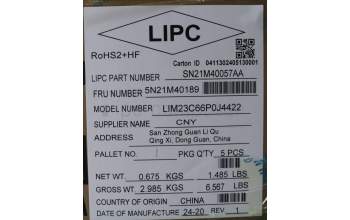 LIPC
RoHS2+HF
Carton ID 0411302405130001
LIPC PART NUMBER SN21M40057AA
FRU NUMBER 5N21M40189
MODEL NUMBER LIM23C66P0J4422
SUPPLIER NAME CNY
ADDRESS San Zhong Guan Li Qu
Qing Xi, Dong Guan, China
PALLET NO. 1 PKG Q'TY 5 PCS
NET WT. 0.675 KGS 1.485 LBS
GROSS WT. 2.985 KGS 6.567 LBS
COUNTRY OF ORIGIN CHINA
DATE OF MANUFACTURE 24-20 REV. 1